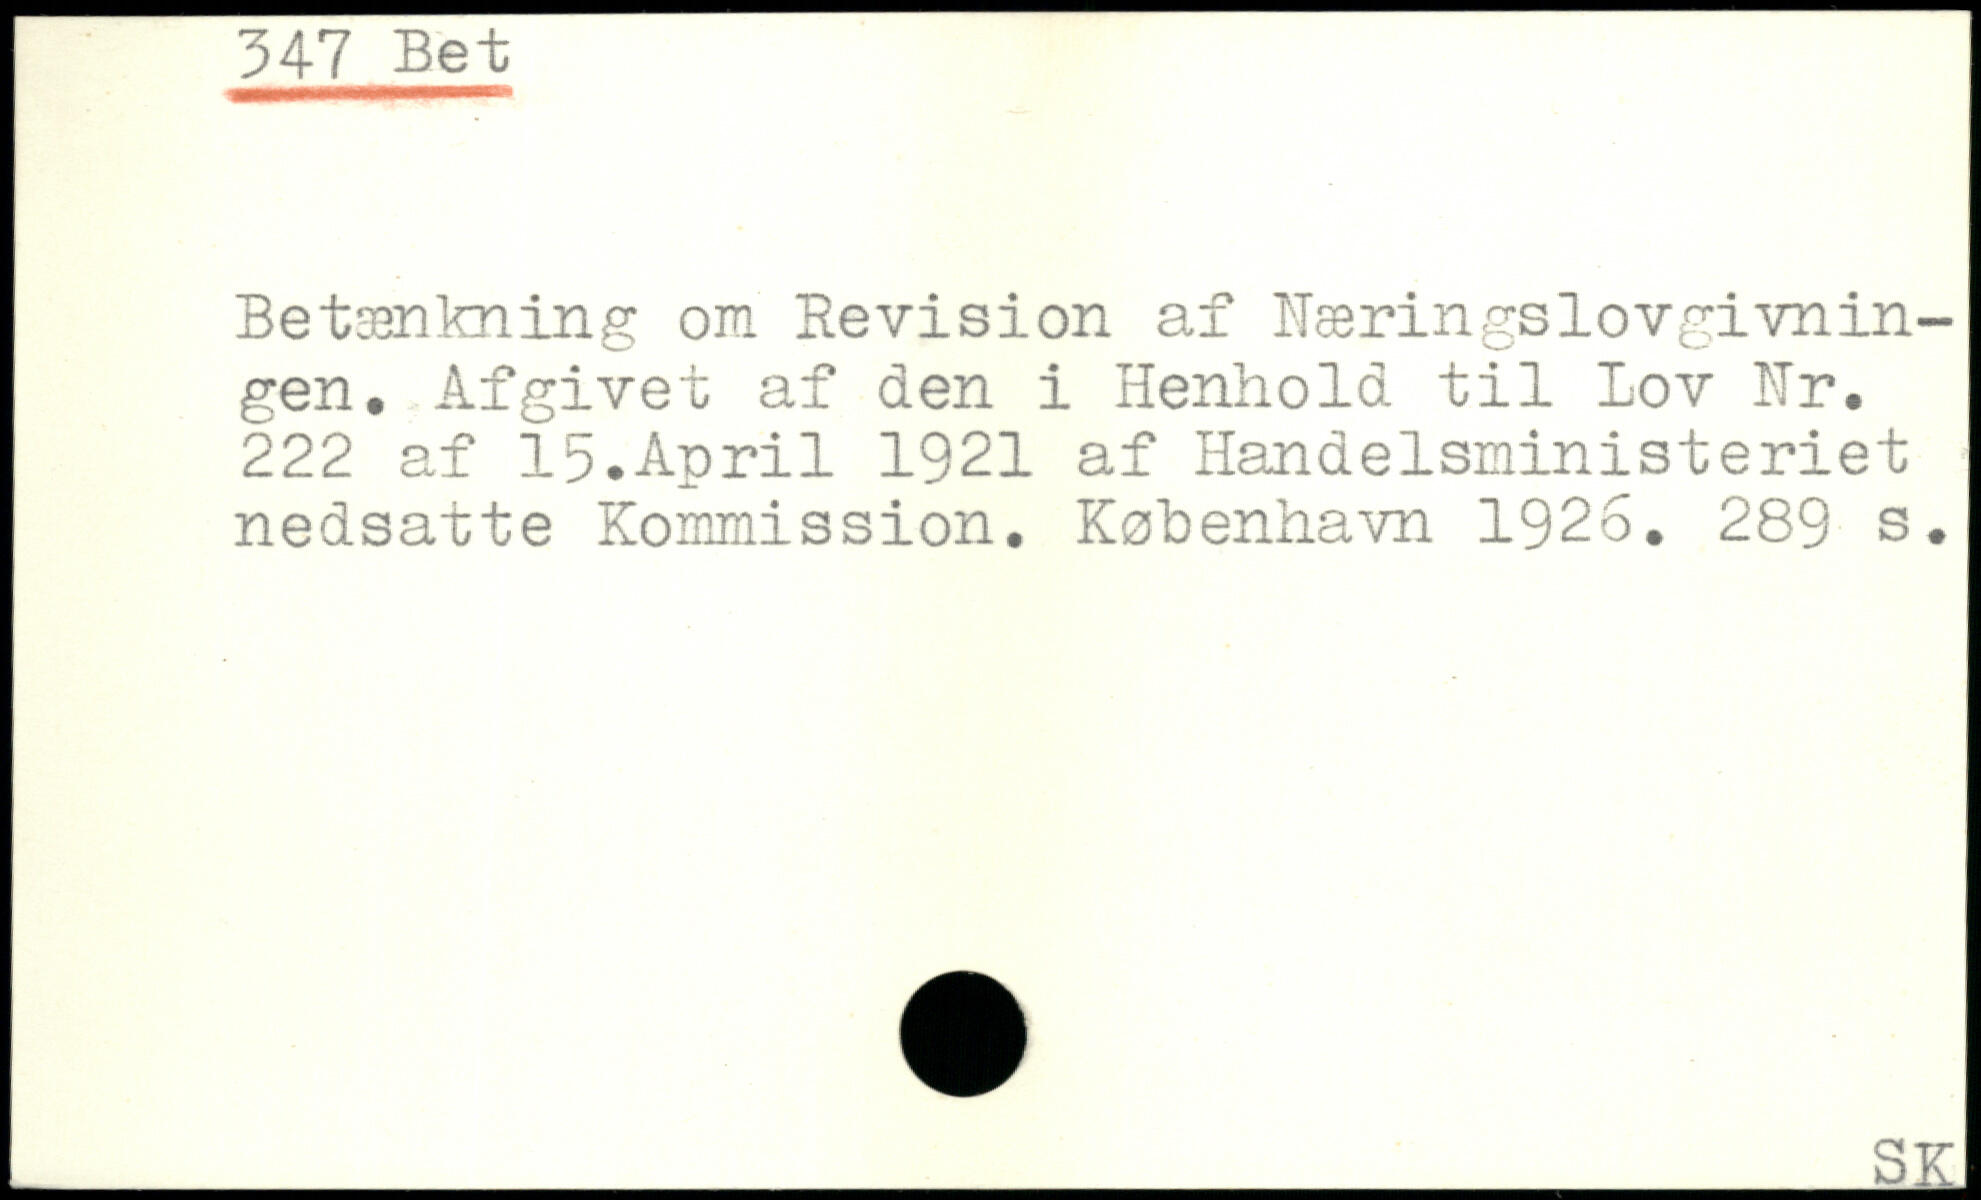 347 Bet
Betænkning om Revision af Næringslovgivnin-
gen. Afgivet af den i Henhold til Lov Nr.
222 af 15.April 1921 af Handelsministeriet
nedsatte Kommission. København 1926. 289 s.
SK